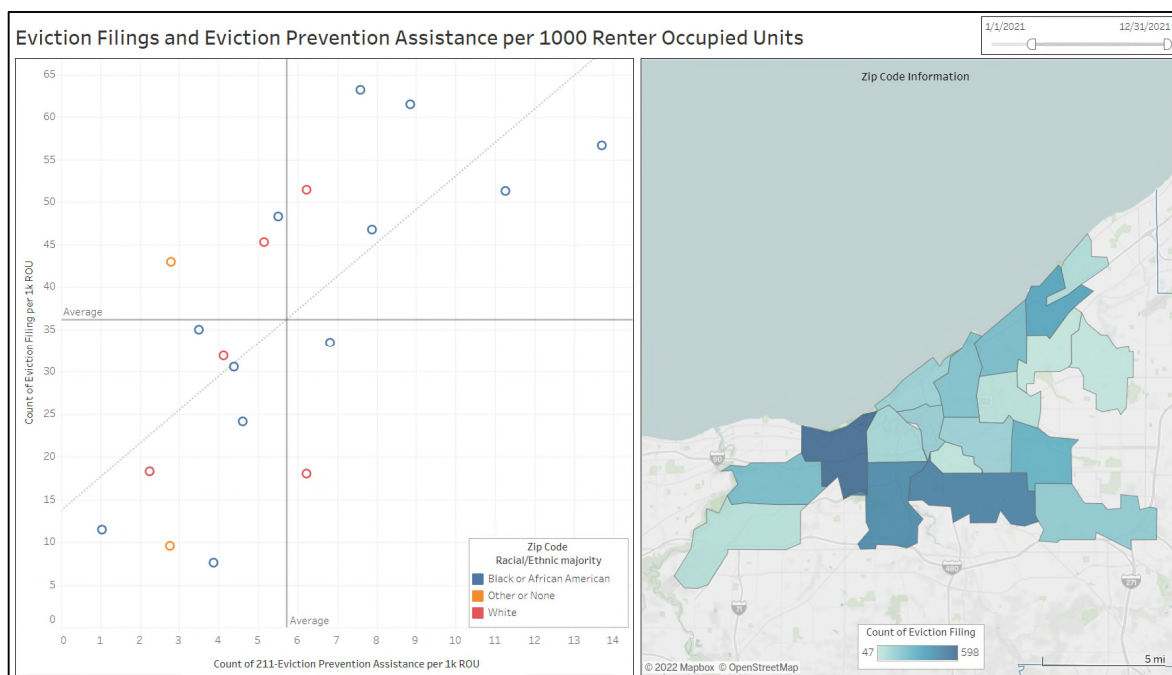 Eviction Filings and Eviction Prevention Assistance per 1000 Renter Occupied Units
1/1/2021 12/31/2021
65
60
55
50
45
40
35
30
25
20
15
10
5
0
Count of Eviction Filing per 1k ROU
Average
Average
0 1 2 3 4 5 6 7 8 9 10 11 12 13 14
Count of 211-Eviction Prevention Assistance per 1k ROU
Zip Code
Racial/Ethnic majority
Black or African American
Other or None
White
Zip Code Information
90
71
480
271
Count of Eviction Filing
47 598
© 2022 Mapbox © OpenStreetMap
5 mi